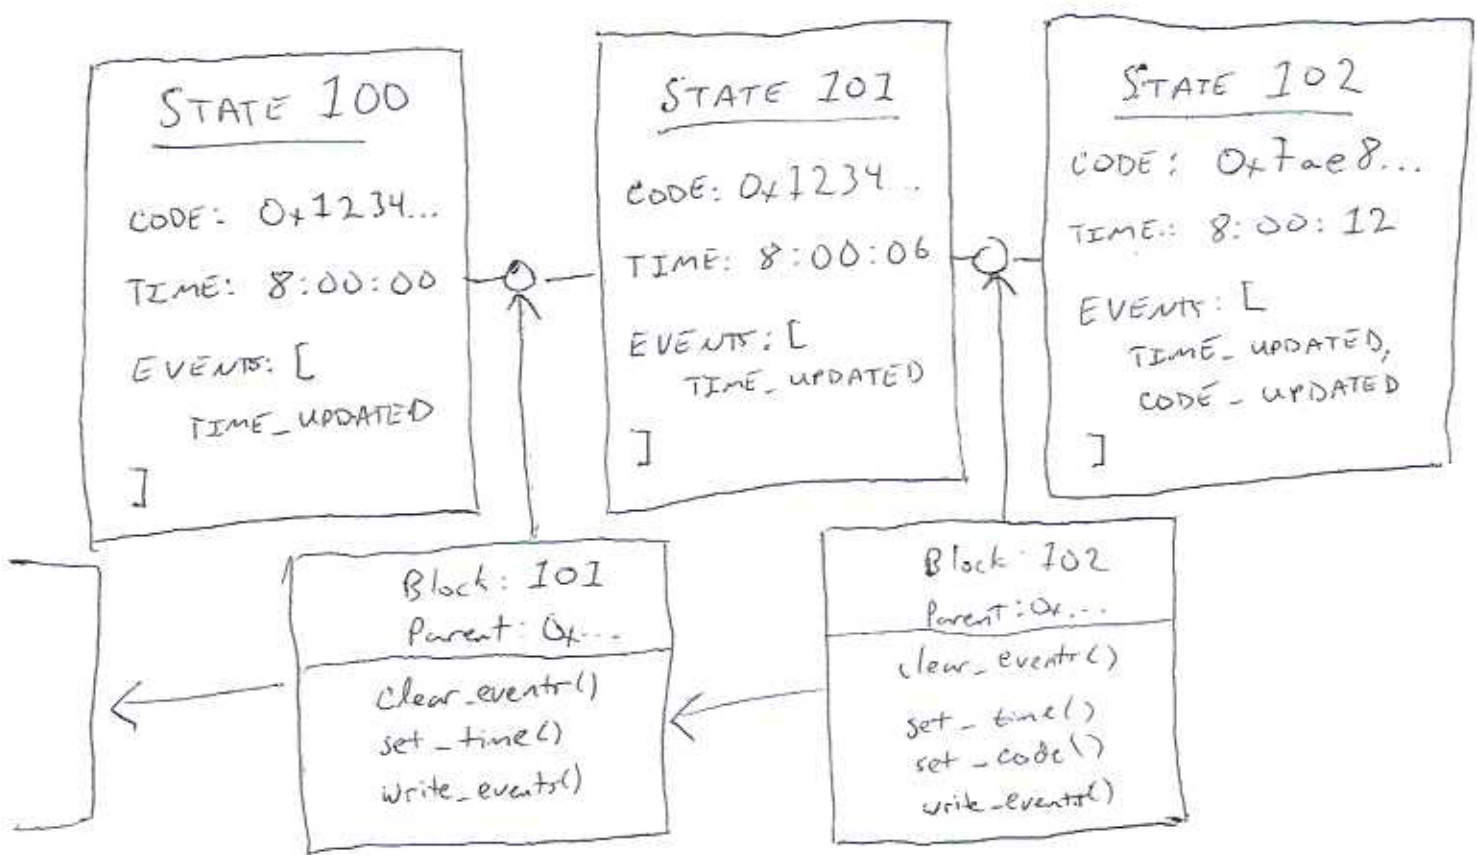 STATE 100
CODE: 0x1234...
TIME: 8:00:00
EVENTS: [
TIME_UPDATED
]
STATE 101
CODE: 0x1234...
TIME: 8:00:06
EVENTS: [
TIME_UPDATED
]
STATE 102
CODE: 0x7ae8...
TIME: 8:00:12
EVENTS: [
TIME_UPDATED,
CODE_UPDATED
]
Block: 101
Parent: 0x...
clear_events()
set_time()
write_events()
Block: 102
Parent: 0x...
clear_events()
set_time()
set_code()
write_events()